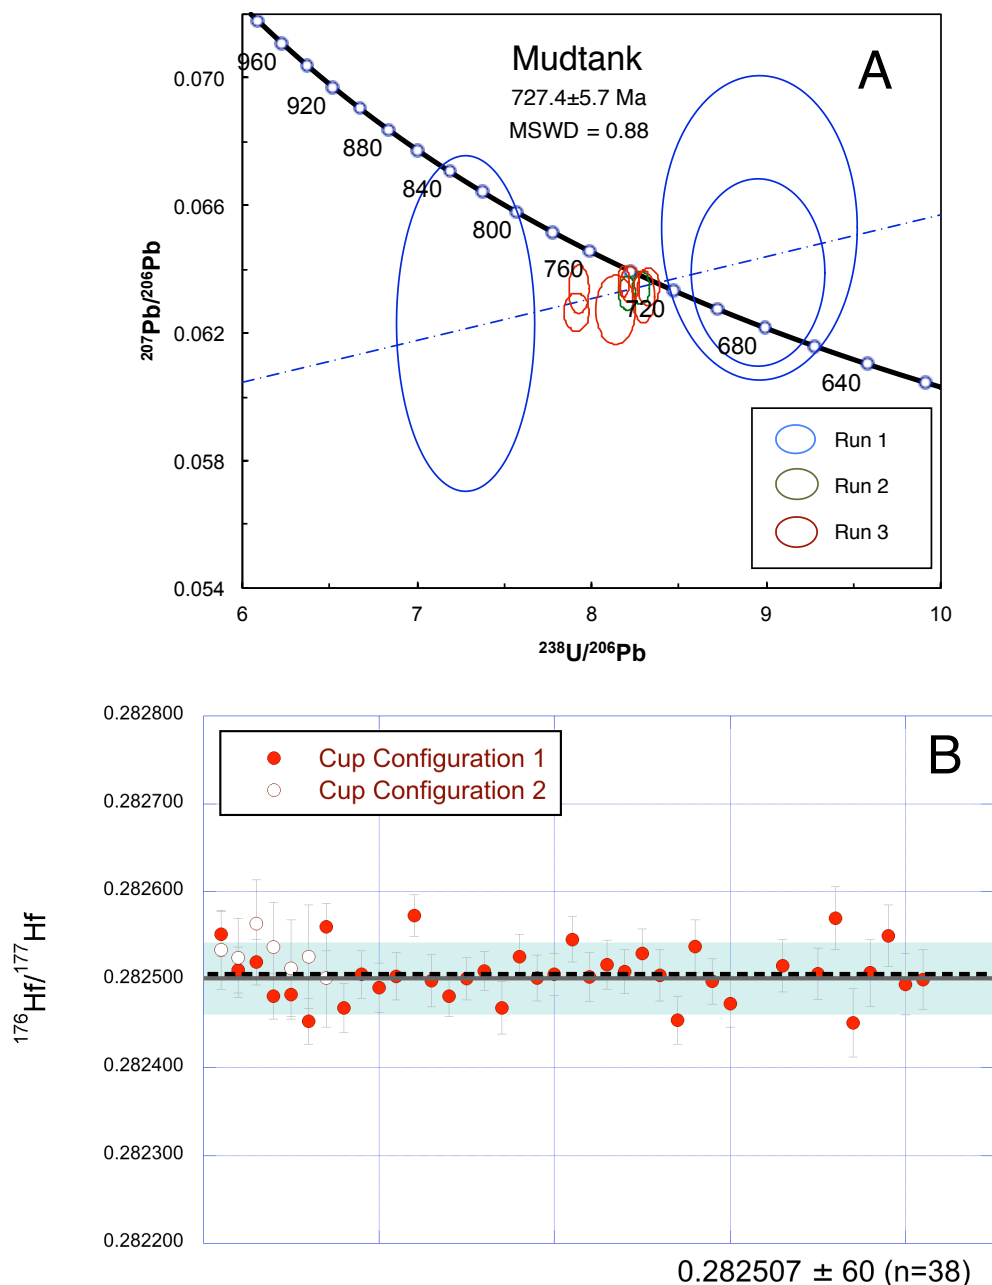 Mudtank
A
727.4±5.7 Ma
MSWD = 0.88
0.070
0.066
0.062
0.058
0.054
207Pb/206Pb
960
920
880
840
800
760
720
680
640
Run 1
Run 2
Run 3
6
7
8
9
10
238U/206Pb
B
Cup Configuration 1
Cup Configuration 2
0.282800
0.282700
0.282600
0.282500
0.282400
0.282300
0.282200
176Hf/177Hf
0.282507 ± 60 (n=38)